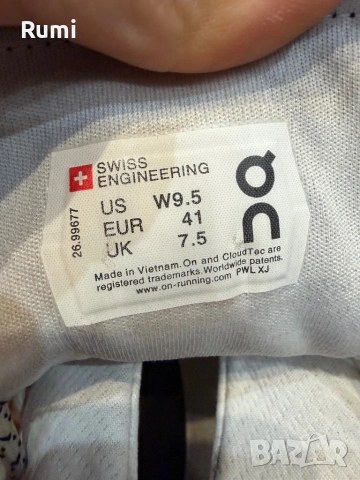 Rumi
SWISS
ENGINEERING
US W9.5
EUR 41
UK 7.5
26.99677
Made in Vietnam. On and CloudTec are
registered trademarks. Worldwide patents.
www.on-running.com PWL XJ
BAZAR